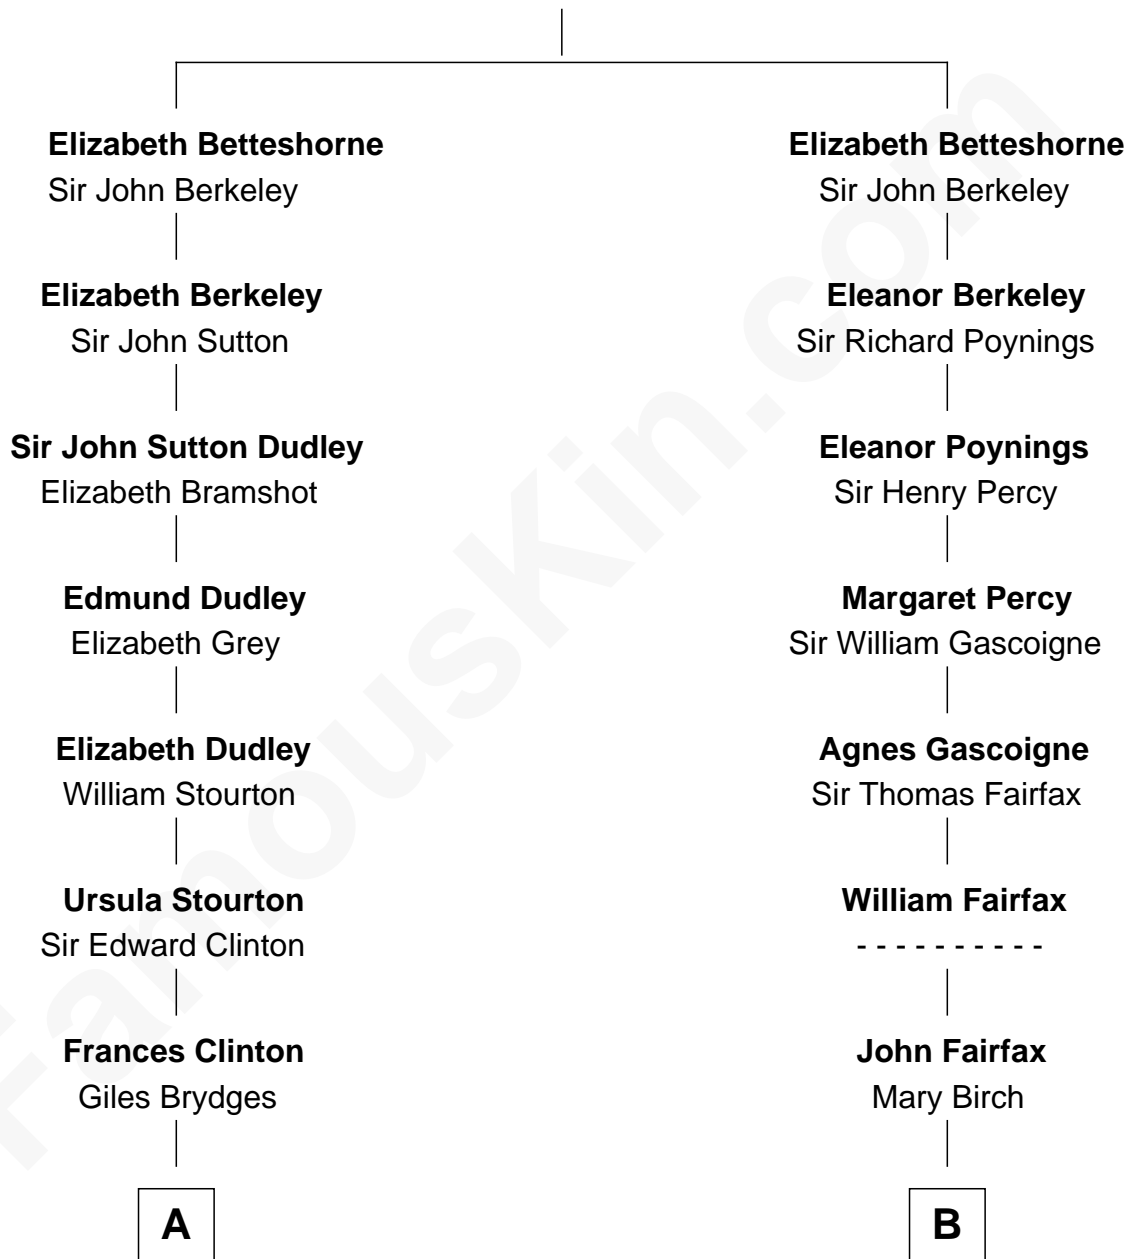 Elizabeth Betteshorne
Sir John Berkeley
Elizabeth Berkeley
Sir John Sutton
Sir John Sutton Dudley
Elizabeth Bramshot
Edmund Dudley
Elizabeth Grey
Elizabeth Dudley
William Stourton
Ursula Stourton
Sir Edward Clinton
Frances Clinton
Giles Brydges
A
Elizabeth Betteshorne
Sir John Berkeley
Eleanor Berkeley
Sir Richard Poynings
Eleanor Poynings
Sir Henry Percy
Margaret Percy
Sir William Gascoigne
Agnes Gascoigne
Sir Thomas Fairfax
William Fairfax
- - - - - - - - - -
John Fairfax
Mary Birch
B
FamousKin.com